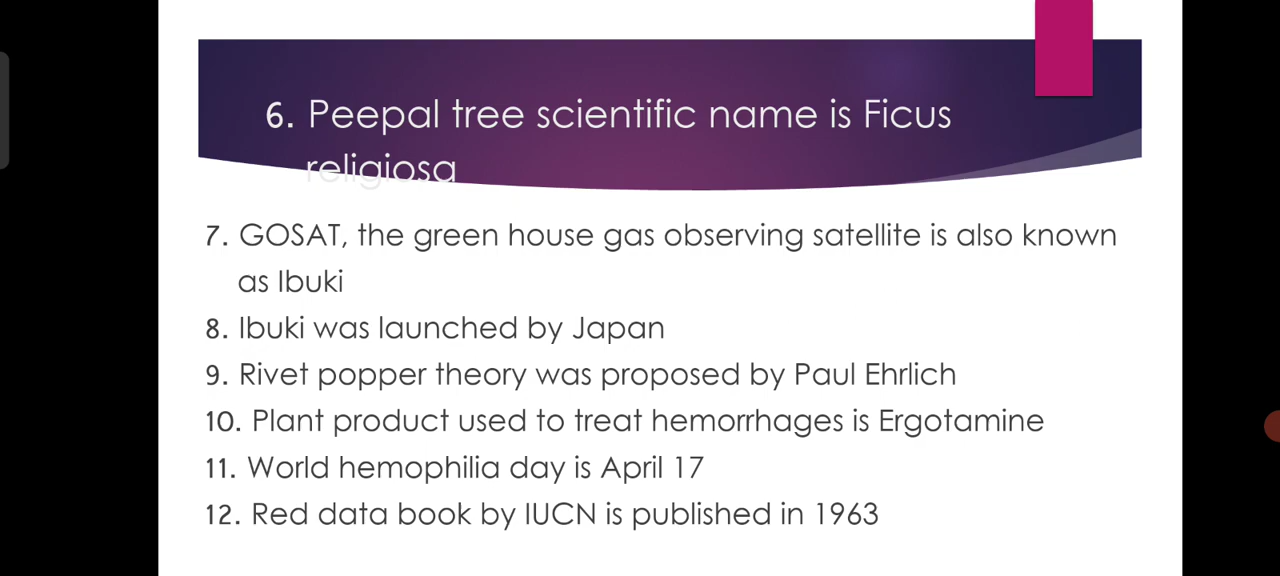 6. Peepal tree scientific name is Ficus
religiosa
7. GOSAT, the green house gas observing satellite is also known
as Ibuki
8. Ibuki was launched by Japan
9. Rivet popper theory was proposed by Paul Ehrlich
10. Plant product used to treat hemorrhages is Ergotamine
11. World hemophilia day is April 17
12. Red data book by IUCN is published in 1963